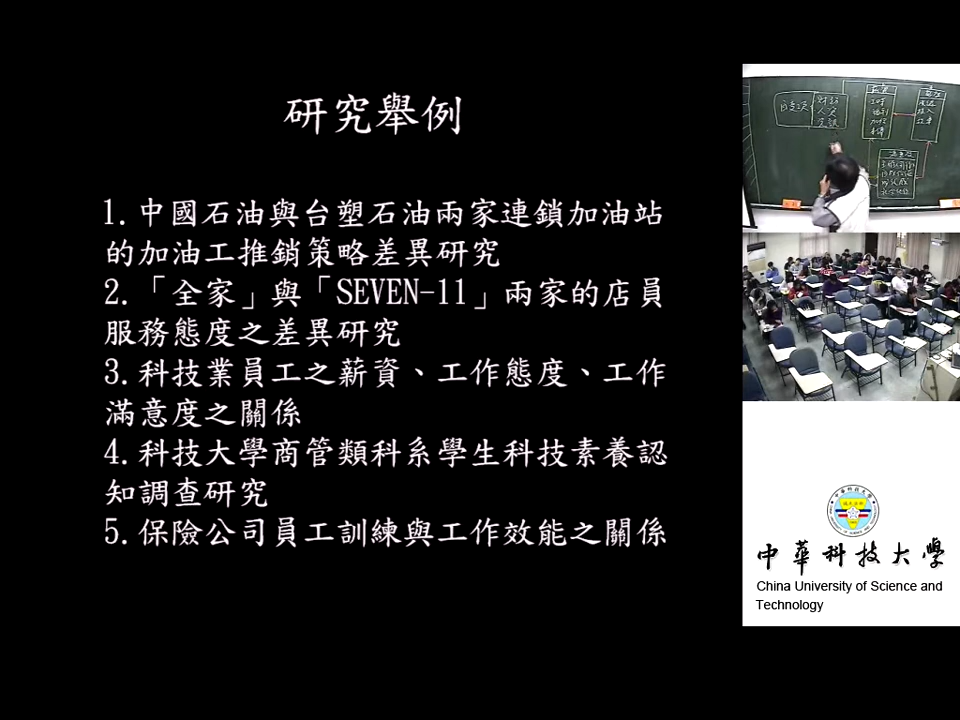 研究舉例
1.中國石油與台塑石油兩家連鎖加油站
的加油工推銷策略差異研究
2.「全家」與「SEVEN-11」兩家的店員
服務態度之差異研究
3.科技業員工之薪資、工作態度、工作
滿意度之關係
4.科技大學商管類科系學生科技素養認
知調查研究
5.保險公司員工訓練與工作效能之關係
中華科技大學
China University of Science and
Technology